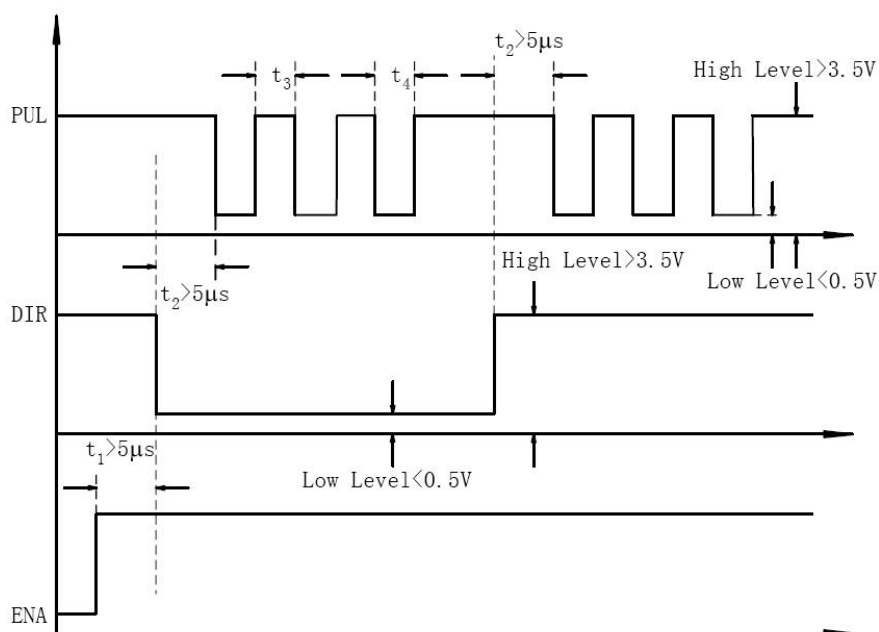 t₂>5μs
t₃
t₄
High Level>3.5V
PUL
High Level>3.5V
Low Level<0.5V
t₂>5μs
DIR
t₁>5μs
Low Level<0.5V
ENA